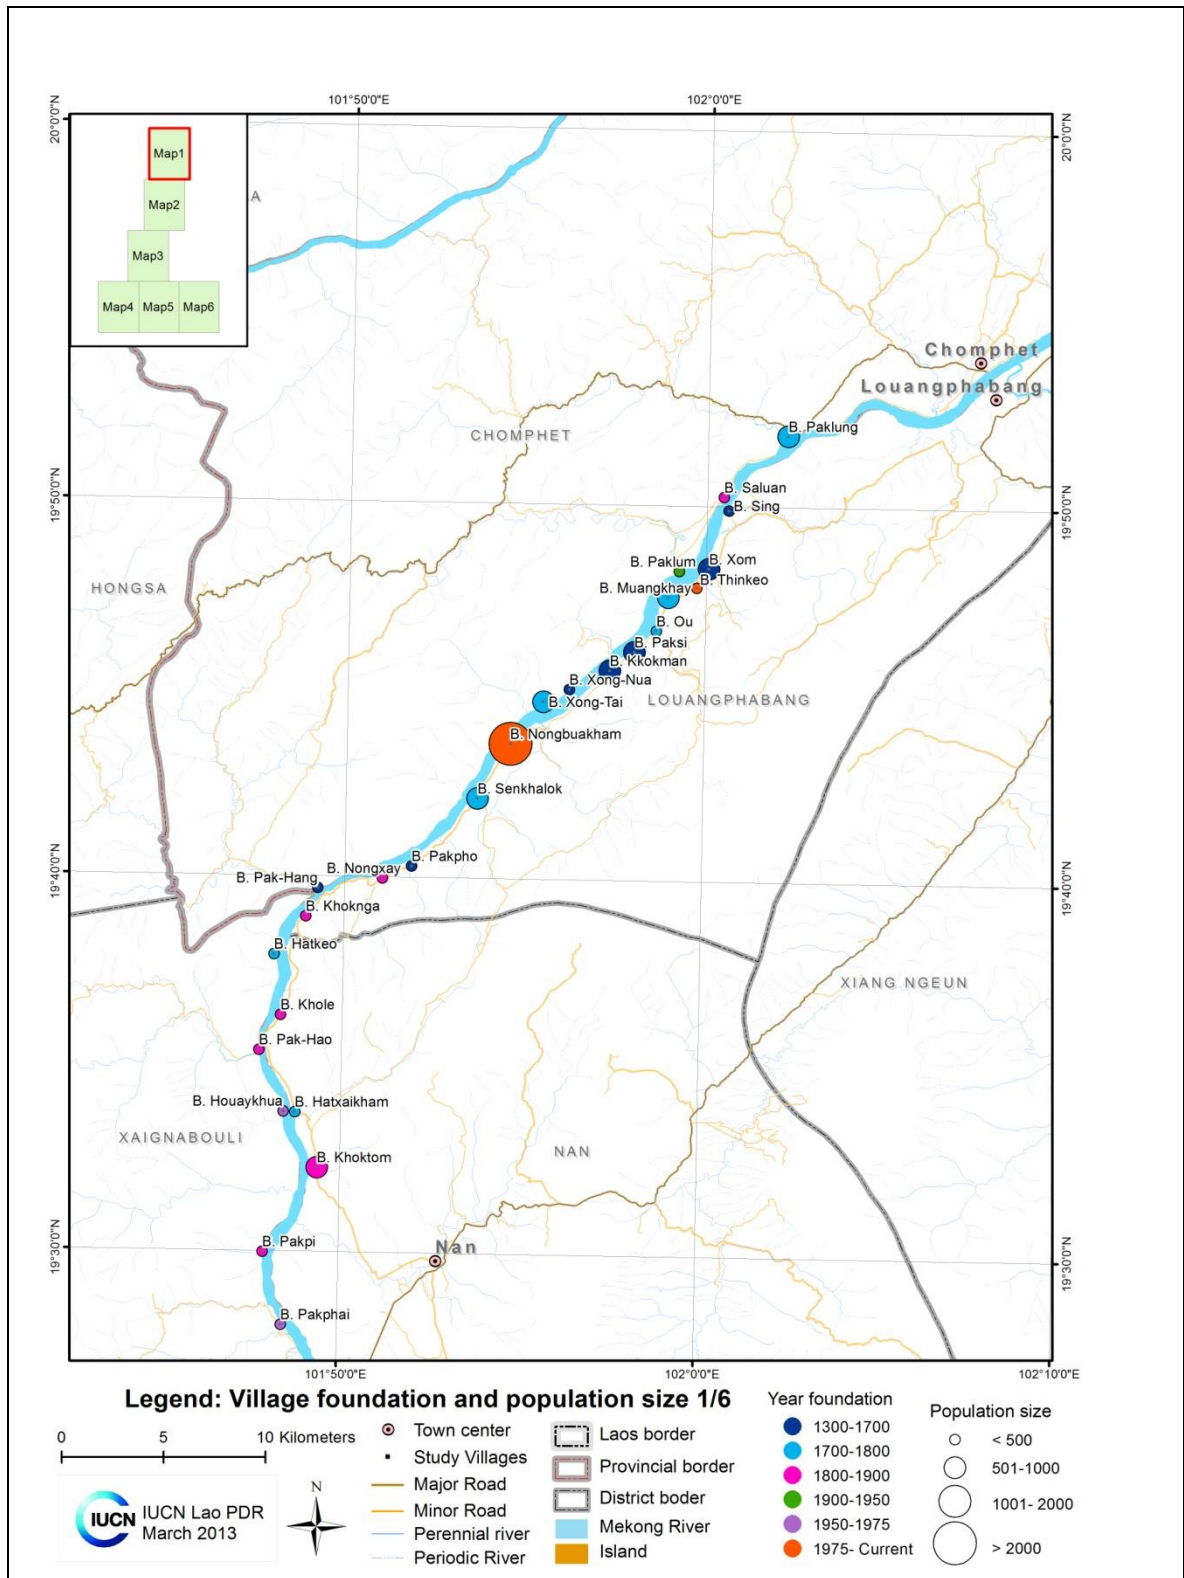 101°50'0"E
102°0'0"E
20°0'0"N
20°0'0"N
Map1
Map2
Map3
Map4
Map5
Map6
A
Chomphet
Louangphabang
B. Paklung
CHOMPHET
B. Saluan
19°50'0"N
B. Sing
19°50'0"N
B. Paklum
B. Xom
B. Thinkeo
HONGSA
B. Muangkhay
B. Ou
B. Paksi
B. Kkokman
B. Xong-Nua
B. Xong-Tai
LOUANGPHABANG
B. Nongbuakham
B. Senkhalok
B. Pakpho
B. Nongxay
19°40'0"N
B. Pak-Hang
19°40'0"N
B. Khoknga
B. Hatkeo
XIANG NGEUN
B. Khole
B. Pak-Hao
B. Houaykhua
B. Hatxaikham
XAIGNABOULI
NAN
B. Khoktom
B. Pakpi
19°30'0"N
Nan
19°30'0"N
B. Pakphai
101°50'0"E
102°0'0"E
102°10'0"E
Legend: Village foundation and population size 1/6
0 5 10 Kilometers
IUCN
IUCN Lao PDR
March 2013
N
Town center
Study Villages
Major Road
Minor Road
Perennial river
Periodic River
Laos border
Provincial border
District boder
Mekong River
Island
Year foundation
1300-1700
1700-1800
1800-1900
1900-1950
1950-1975
1975- Current
Population size
< 500
501-1000
1001- 2000
> 2000